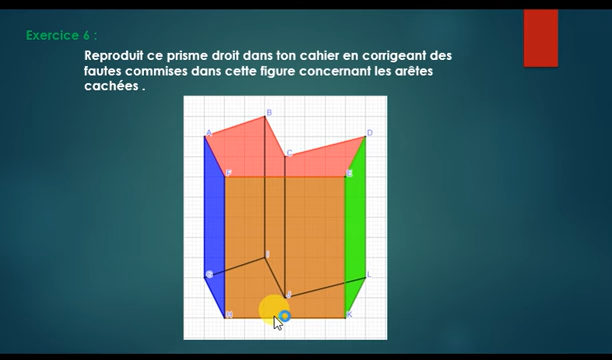 Exercice 6 :
Reproduit ce prisme droit dans ton cahier en corrigeant des
fautes commises dans cette figure concernant les arêtes
cachées .
B
A
D
C
F
E
I
G
L
J
H
K